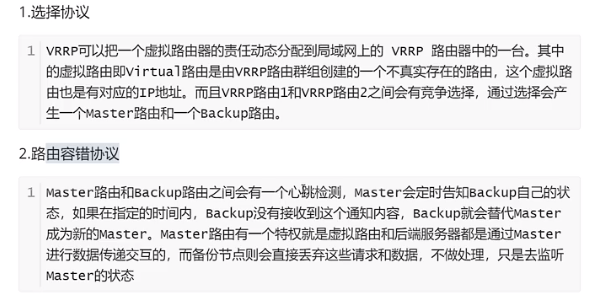 1.选择协议
1 VRRP可以把一个虚拟路由器的责任动态分配到局域网上的 VRRP 路由器中的一台。其中
的虚拟路由即Virtual路由是由VRRP路由群组创建的一个不真实存在的路由，这个虚拟路
由也是有对应的IP地址。而且VRRP路由1和VRRP路由2之间会有竞争选择，通过选择会产
生一个Master路由和一个Backup路由。
2.路由容错协议
1 Master路由和Backup路由之间会有一个心跳检测，Master会定时告知Backup自己的状
态，如果在指定的时间内，Backup没有接收到这个通知内容，Backup就会替代Master
成为新的Master。Master路由有一个特权就是虚拟路由和后端服务器都是通过Master
进行数据传递交互的，而备份节点则会直接丢弃这些请求和数据，不做处理，只是去监听
Master的状态